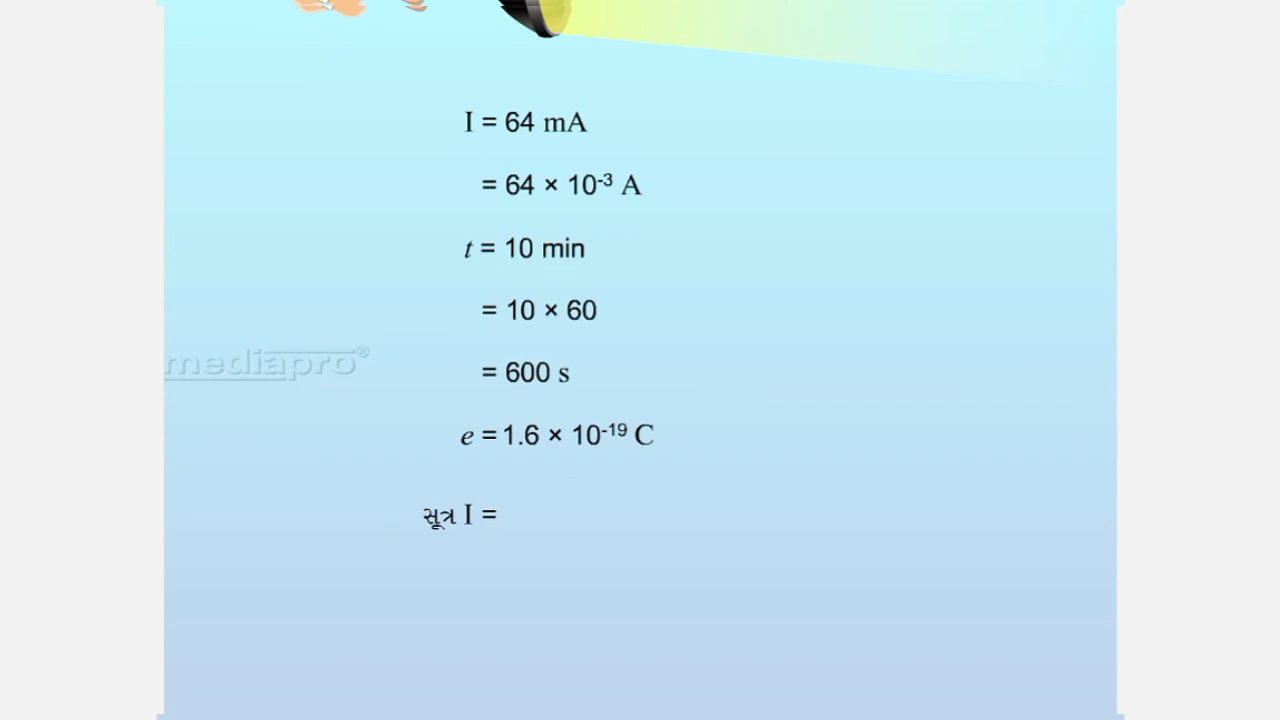 I = 64 mA
= 64 × 10⁻³ A
t = 10 min
= 10 × 60
= 600 s
mediapro®
e = 1.6 × 10⁻¹⁹ C
સૂત્ર I =